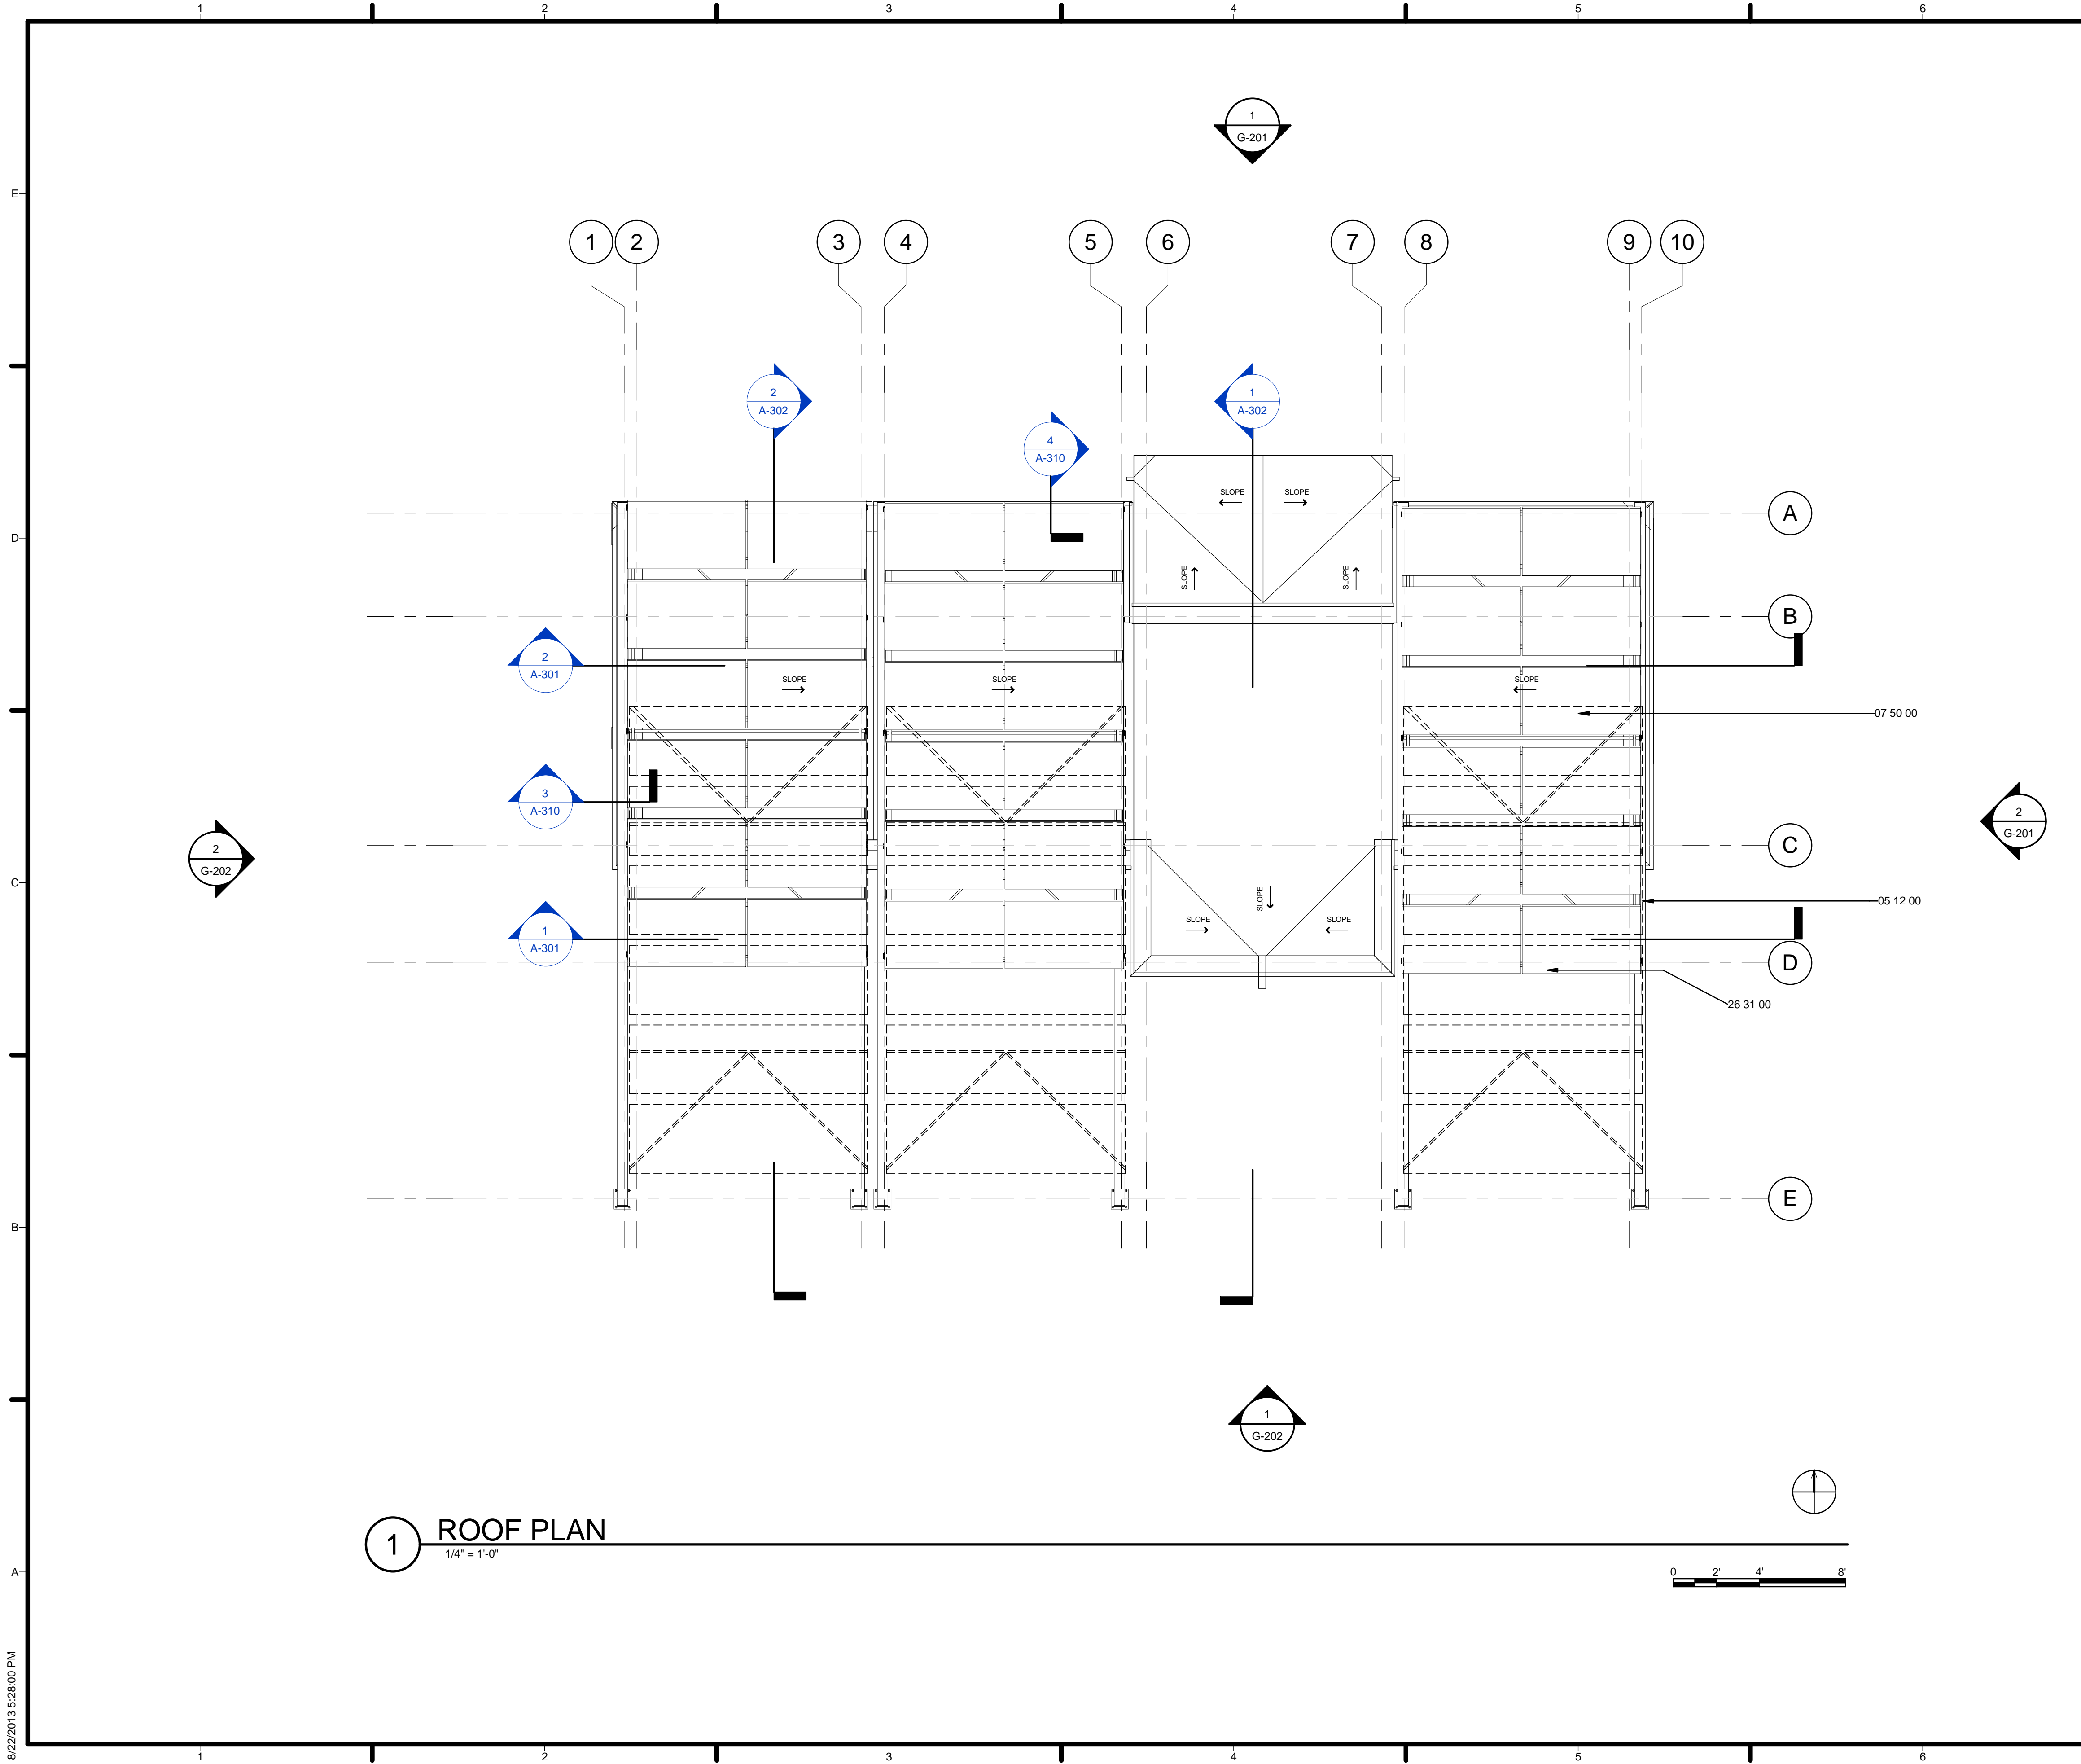 1 2 3 4 5 6
1
G-201
E
1 2 3 4 5 6 7 8 9 10
2
A-302
1
A-302
4
A-310
SLOPE SLOPE
A
D
SLOPE SLOPE
B
2
A-301
SLOPE SLOPE SLOPE
07 50 00
3
A-310
2
G-201
C
2
G-202
C
SLOPE
05 12 00
SLOPE SLOPE
1
A-301
D
26 31 00
E
B
1
G-202
1 ROOF PLAN
1/4" = 1'-0"
A
0 2' 4' 8'
8/22/2013 5:28:00 PM
1 2 3 4 5 6